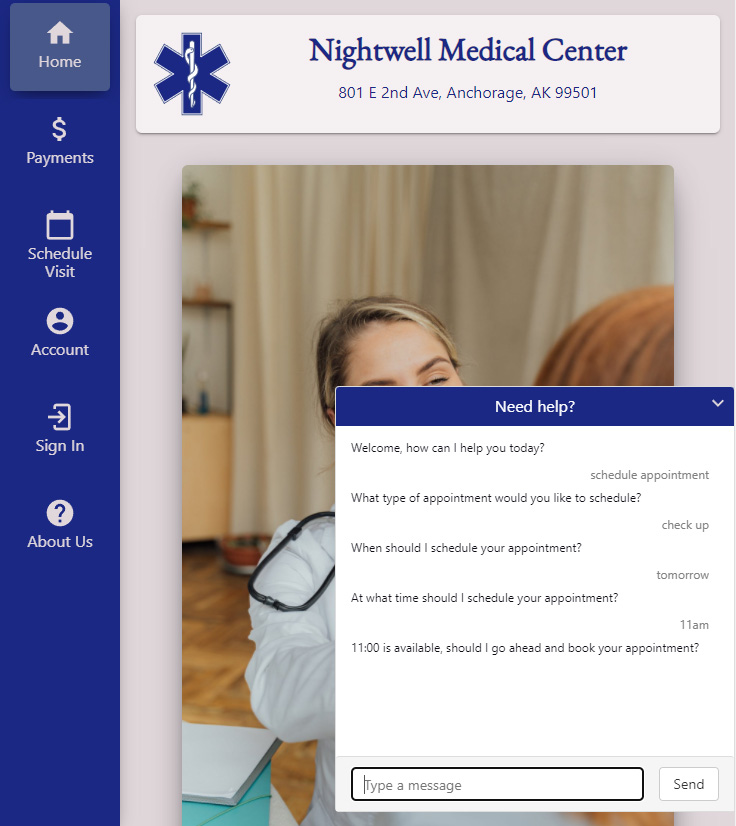 Home
Payments
Schedule
Visit
Account
Sign In
About Us
Nightwell Medical Center
801 E 2nd Ave, Anchorage, AK 99501
Need help?
Welcome, how can I help you today?
schedule appointment
What type of appointment would you like to schedule?
check up
When should I schedule your appointment?
tomorrow
At what time should I schedule your appointment?
11am
11:00 is available, should I go ahead and book your appointment?
Type a message
Send